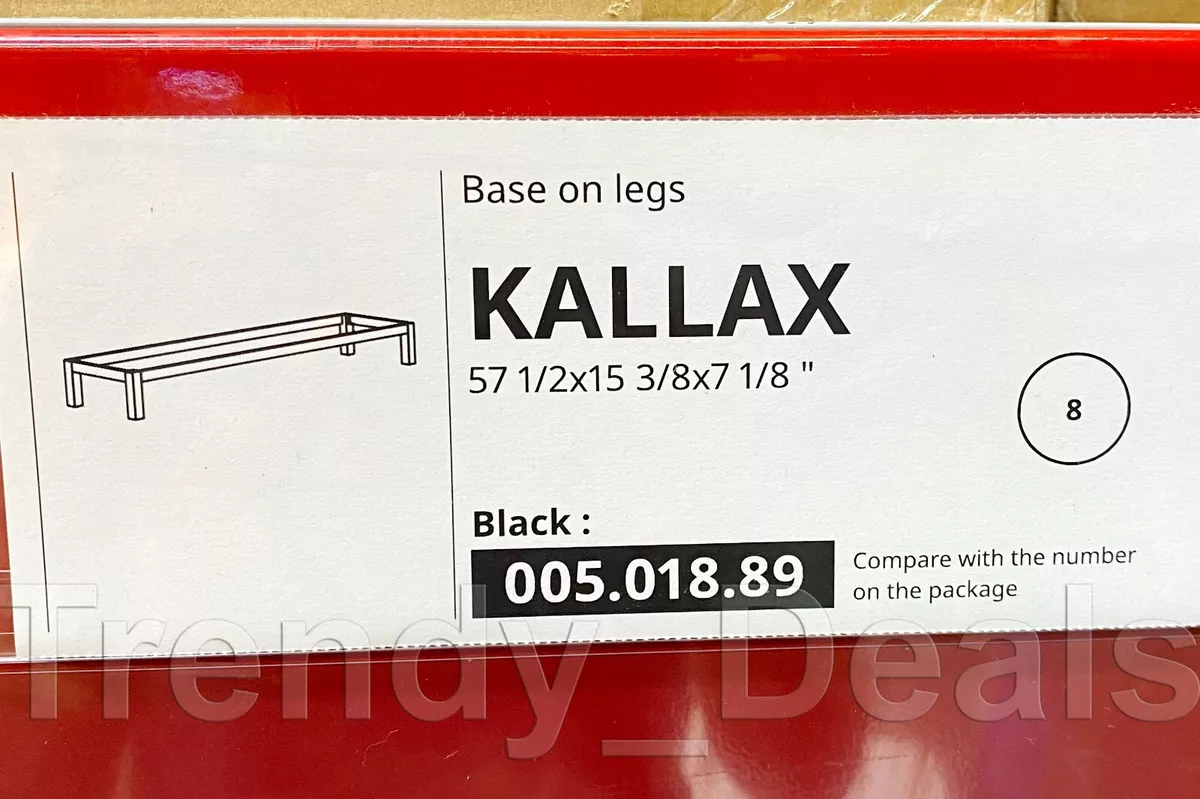 Base on legs
KALLAX
57 1/2x15 3/8x7 1/8 "
8
Black :
005.018.89
Compare with the number
on the package
Trendy_Deals